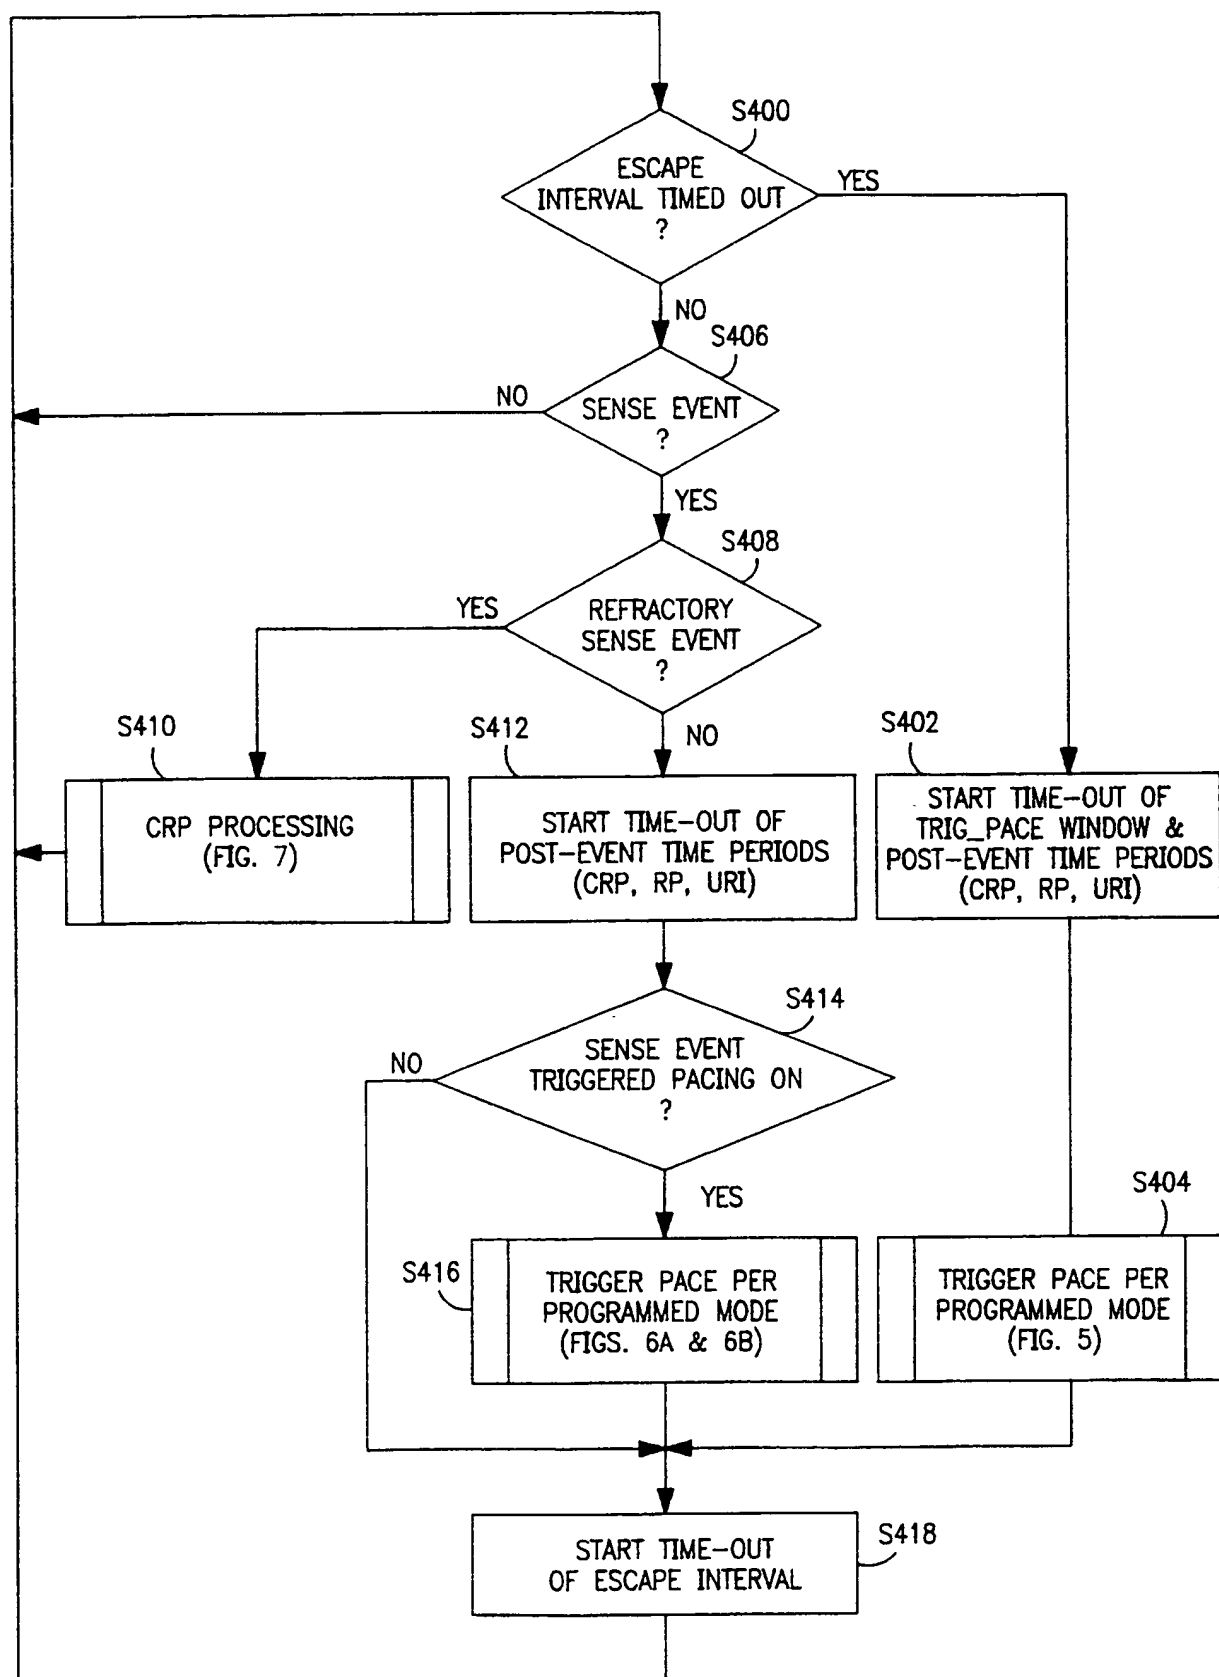 S400
ESCAPE
INTERVAL TIMED OUT
?
YES
NO
S406
NO
SENSE EVENT
?
YES
S408
YES
REFRACTORY
SENSE EVENT
?
NO
S410
CRP PROCESSING
(FIG. 7)
S412
START TIME-OUT OF
POST-EVENT TIME PERIODS
(CRP, RP, URI)
S402
START TIME-OUT OF
TRIG_PACE WINDOW &
POST-EVENT TIME PERIODS
(CRP, RP, URI)
S414
NO
SENSE EVENT
TRIGGERED PACING ON
?
YES
S416
TRIGGER PACE PER
PROGRAMMED MODE
(FIGS. 6A & 6B)
S404
TRIGGER PACE PER
PROGRAMMED MODE
(FIG. 5)
START TIME-OUT
OF ESCAPE INTERVAL
S418